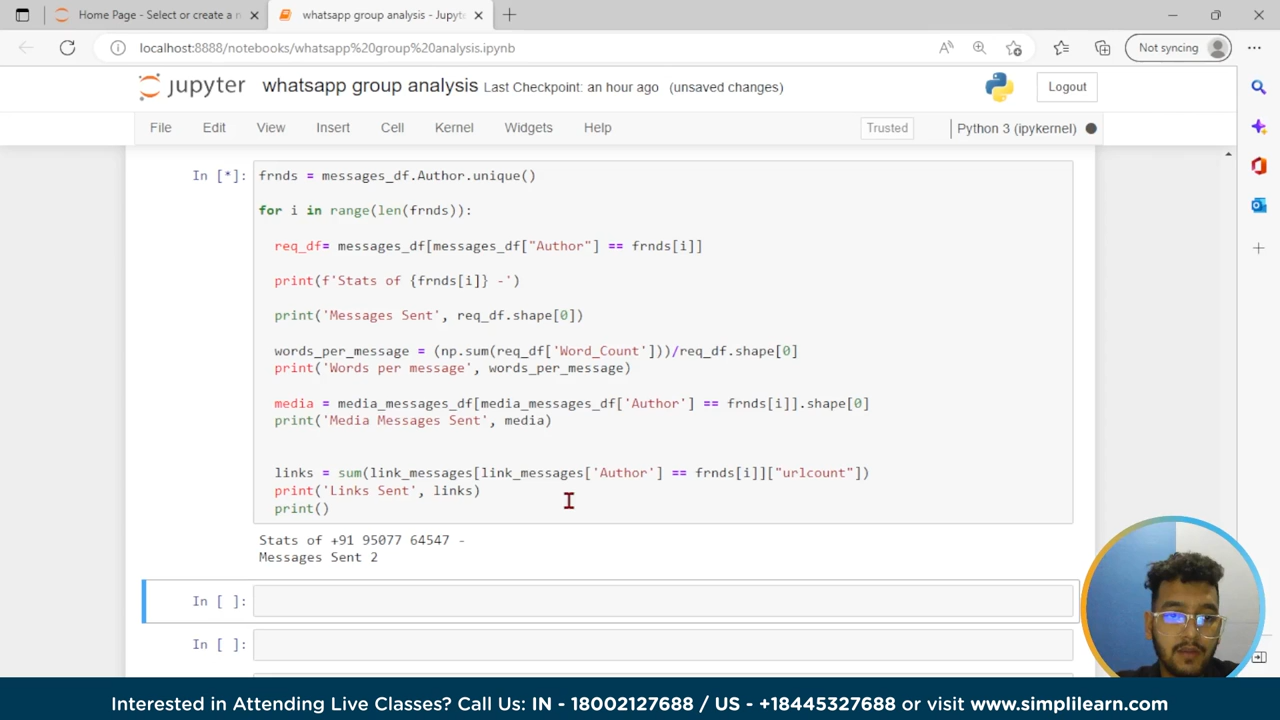 Home Page - Select or create a n
whatsapp group analysis - Jupyte
localhost:8888/notebooks/whatsapp%20group%20analysis.ipynb
Not syncing
jupyter whatsapp group analysis Last Checkpoint: an hour ago (unsaved changes)
Logout
File Edit View Insert Cell Kernel Widgets Help
Trusted
Python 3 (ipykernel)
In [*]:
frnds = messages_df.Author.unique()
for i in range(len(frnds)):
req_df= messages_df[messages_df["Author"] == frnds[i]]
print(f'Stats of {frnds[i]} -')
print('Messages Sent', req_df.shape[0])
words_per_message = (np.sum(req_df['Word_Count']))/req_df.shape[0]
print('Words per message', words_per_message)
media = media_messages_df[media_messages_df['Author'] == frnds[i]].shape[0]
print('Media Messages Sent', media)
links = sum(link_messages[link_messages['Author'] == frnds[i]]["urlcount"])
print('Links Sent', links)
print()
Stats of +91 95077 64547 -
Messages Sent 2
In [ ]:
In [ ]:
Interested in Attending Live Classes? Call Us: IN - 18002127688 / US - +18445327688 or visit www.simplilearn.com